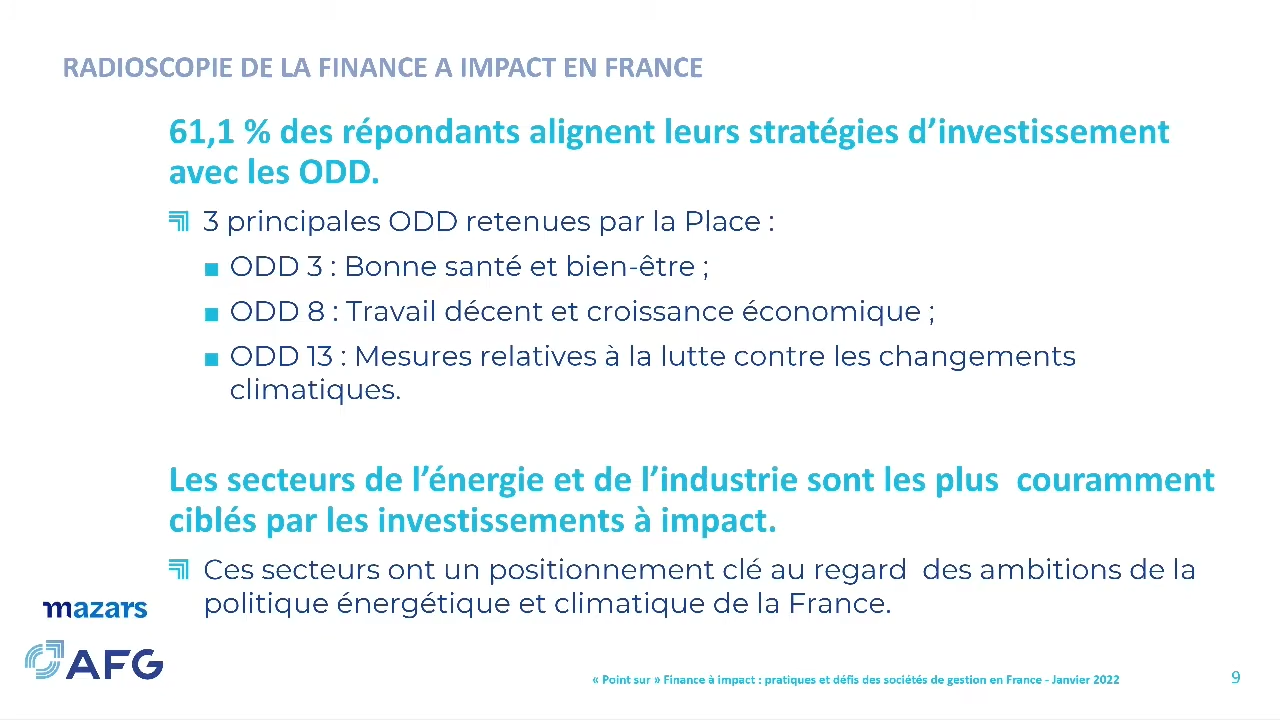 RADIOSCOPIE DE LA FINANCE A IMPACT EN FRANCE
61,1 % des répondants alignent leurs stratégies d’investissement
avec les ODD.
3 principales ODD retenues par la Place :
ODD 3 : Bonne santé et bien-être ;
ODD 8 : Travail décent et croissance économique ;
ODD 13 : Mesures relatives à la lutte contre les changements
climatiques.
Les secteurs de l’énergie et de l’industrie sont les plus couramment
ciblés par les investissements à impact.
Ces secteurs ont un positionnement clé au regard des ambitions de la
politique énergétique et climatique de la France.
mazars
AFG
« Point sur » Finance à impact : pratiques et défis des sociétés de gestion en France - Janvier 2022
9